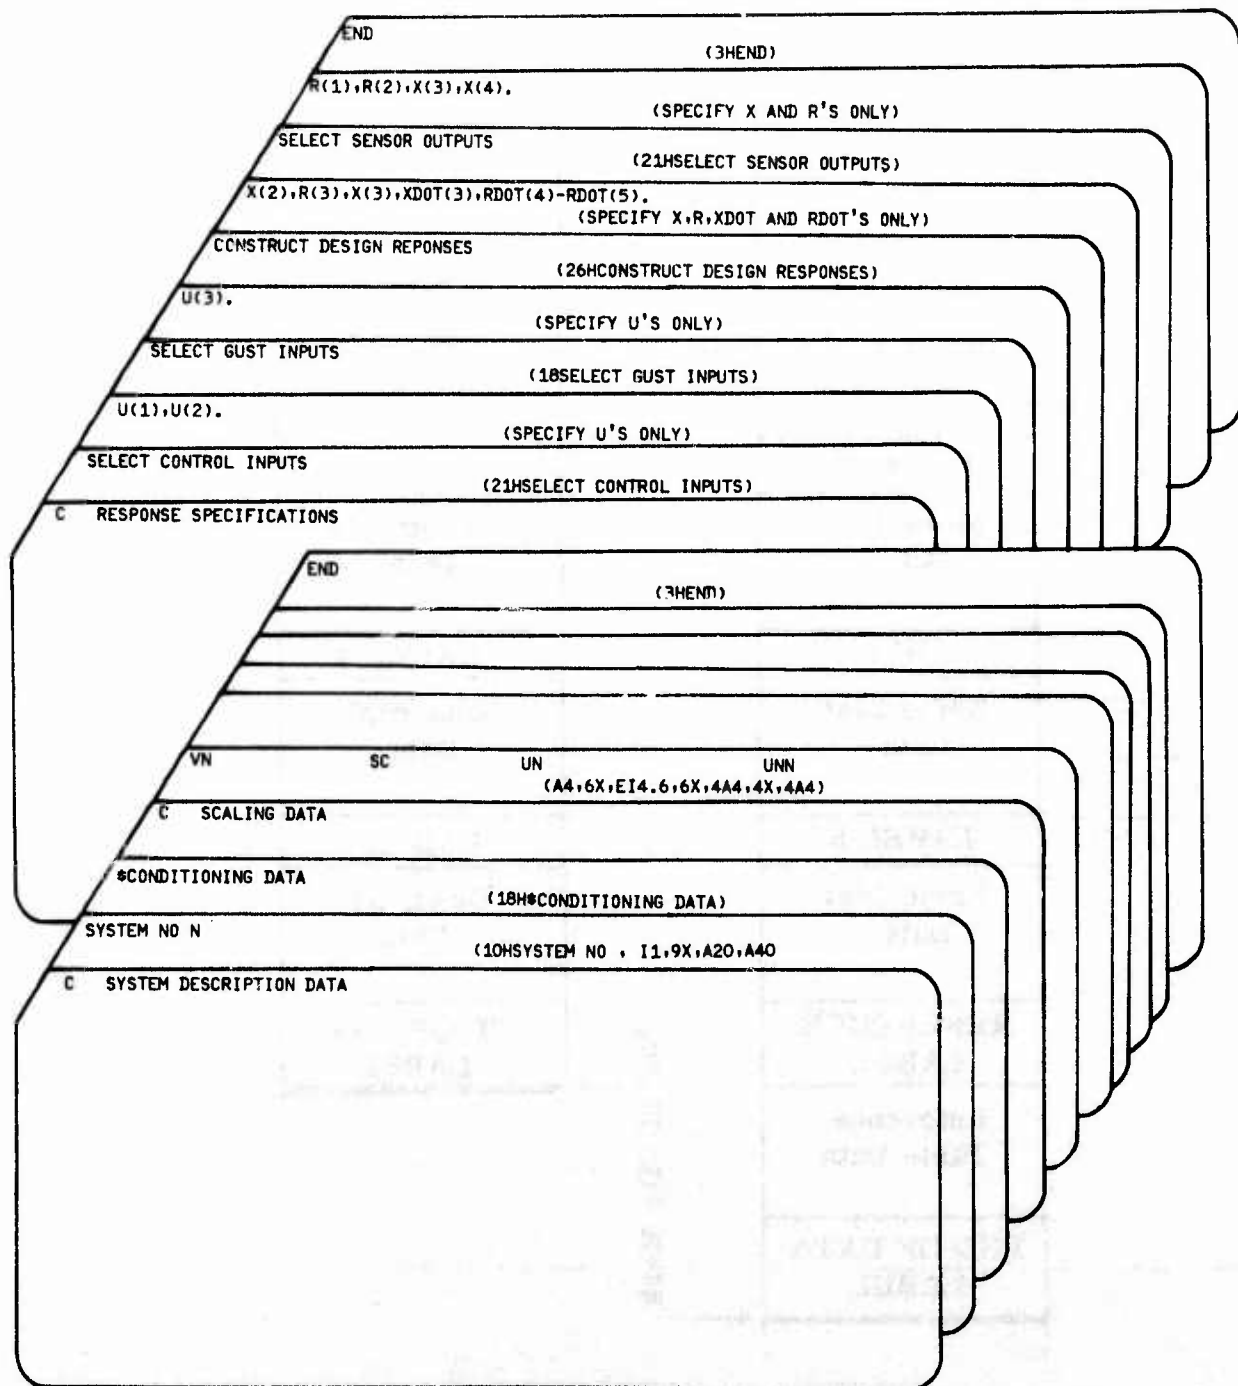 END
(3HEND)
R(1),R(2),X(3),X(4).
(SPECIFY X AND R'S ONLY)
SELECT SENSOR OUTPUTS
(21HSELECT SENSOR OUTPUTS)
X(2),R(3),X(3),XDOT(3),RDOT(4)-RDOT(5).
(SPECIFY X,R,XDOT AND RDOT'S ONLY)
CONSTRUCT DESIGN REPONSES
(26HCONSTRUCT DESIGN RESPONSES)
U(3).
(SPECIFY U'S ONLY)
SELECT GUST INPUTS
(18SELECT GUST INPUTS)
U(1),U(2).
(SPECIFY U'S ONLY)
SELECT CONTROL INPUTS
(21HSELECT CONTROL INPUTS)
C RESPONSE SPECIFICATIONS
END
(3HEND)
VN SC UN UNN
(A4,6X,EI4.6,6X,4A4,4X,4A4)
C SCALING DATA
*CONDITIONING DATA
(18H*CONDITIONING DATA)
SYSTEM NO N
(10HSYSTEM NO , I1,9X,A20,A40
C SYSTEM DESCRIPTION DATA